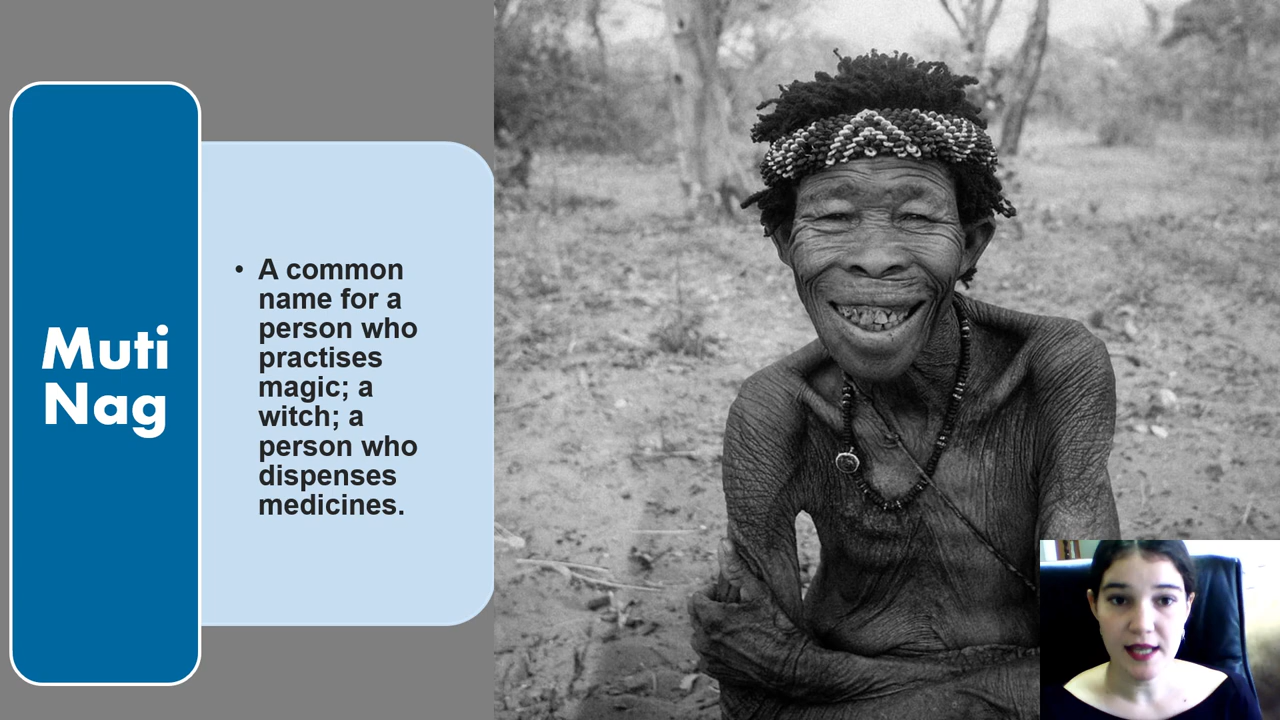 Muti
Nag
• A common
name for a
person who
practises
magic; a
witch; a
person who
dispenses
medicines.